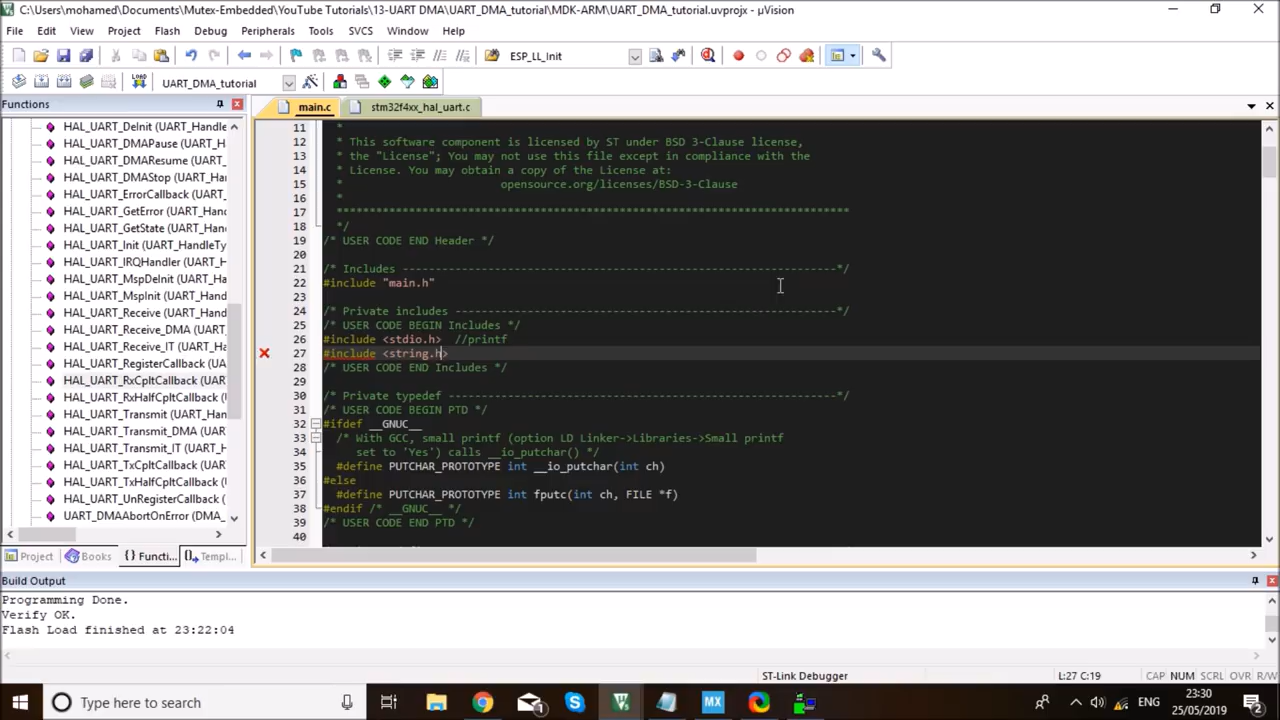 C:\Users\mohamed\Documents\Mutex-Embedded\YouTube Tutorials\13-UART DMA\UART_DMA_tutorial\MDK-ARM\UART_DMA_tutorial.uvprojx - µVision
File Edit View Project Flash Debug Peripherals Tools SVCS Window Help
ESP_LL_Init
LOAD UART_DMA_tutorial
Functions
main.c stm32f4xx_hal_uart.c
HAL_UART_DeInit (UART_Handle
HAL_UART_DMAPause (UART_H
HAL_UART_DMAResume (UART_
HAL_UART_DMAStop (UART_Han
HAL_UART_ErrorCallback (UART_
HAL_UART_GetError (UART_Hand
HAL_UART_GetState (UART_Hand
HAL_UART_Init (UART_HandleTy
HAL_UART_IRQHandler (UART_H
HAL_UART_MspDeInit (UART_Ha
HAL_UART_MspInit (UART_Hand
HAL_UART_Receive (UART_Hand
HAL_UART_Receive_DMA (UART_
HAL_UART_Receive_IT (UART_Ha
HAL_UART_RegisterCallback (UA
HAL_UART_RxCpltCallback (UAR
HAL_UART_RxHalfCpltCallback (U
HAL_UART_Transmit (UART_Hand
HAL_UART_Transmit_DMA (UART
HAL_UART_Transmit_IT (UART_H
HAL_UART_TxCpltCallback (UART
HAL_UART_TxHalfCpltCallback (U
HAL_UART_UnRegisterCallback (
UART_DMAAbortOnError (DMA_
11 *
12 * This software component is licensed by ST under BSD 3-Clause license,
13 * the "License"; You may not use this file except in compliance with the
14 * License. You may obtain a copy of the License at:
15 * opensource.org/licenses/BSD-3-Clause
16 *
17 ******************************************************************************
18 */
19 /* USER CODE END Header */
20
21 /* Includes ------------------------------------------------------------------*/
22 #include "main.h"
23
24 /* Private includes ----------------------------------------------------------*/
25 /* USER CODE BEGIN Includes */
26 #include <stdio.h> //printf
27 #include <string.h>
28 /* USER CODE END Includes */
29
30 /* Private typedef -----------------------------------------------------------*/
31 /* USER CODE BEGIN PTD */
32 #ifdef __GNUC__
33 /* With GCC, small printf (option LD Linker->Libraries->Small printf
34 set to 'Yes') calls __io_putchar() */
35 #define PUTCHAR_PROTOTYPE int __io_putchar(int ch)
36 #else
37 #define PUTCHAR_PROTOTYPE int fputc(int ch, FILE *f)
38 #endif /* __GNUC__ */
39 /* USER CODE END PTD */
40
Project Books {} Functi... Templ...
Build Output
Programming Done.
Verify OK.
Flash Load finished at 23:22:04
ST-Link Debugger L:27 C:19 CAP NUM SCRL OVR R/W
Type here to search
MX
ENG
23:30
25/05/2019